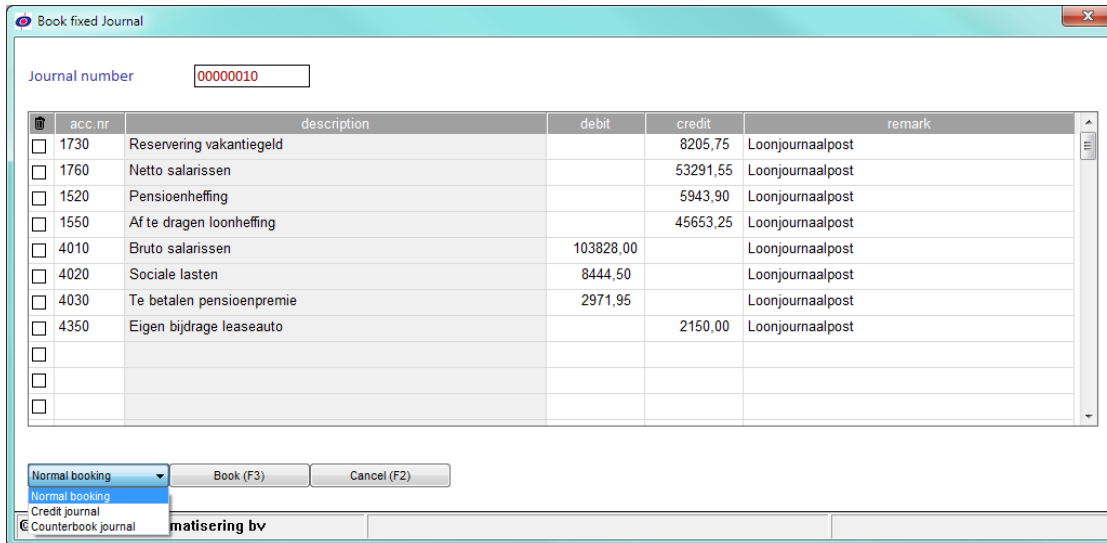 Book fixed Journal
Journal number 00000010
acc.nr description debit credit remark
1730 Reservering vakantiegeld 8205,75 Loonjournaalpost
1760 Netto salarissen 53291,55 Loonjournaalpost
1520 Pensioenheffing 5943,90 Loonjournaalpost
1550 Af te dragen loonheffing 45653,25 Loonjournaalpost
4010 Bruto salarissen 103828,00 Loonjournaalpost
4020 Sociale lasten 8444,50 Loonjournaalpost
4030 Te betalen pensioenpremie 2971,95 Loonjournaalpost
4350 Eigen bijdrage leaseauto 2150,00 Loonjournaalpost
Normal booking Book (F3) Cancel (F2)
Normal booking
Credit journal
Counterbook journal
matisering bv